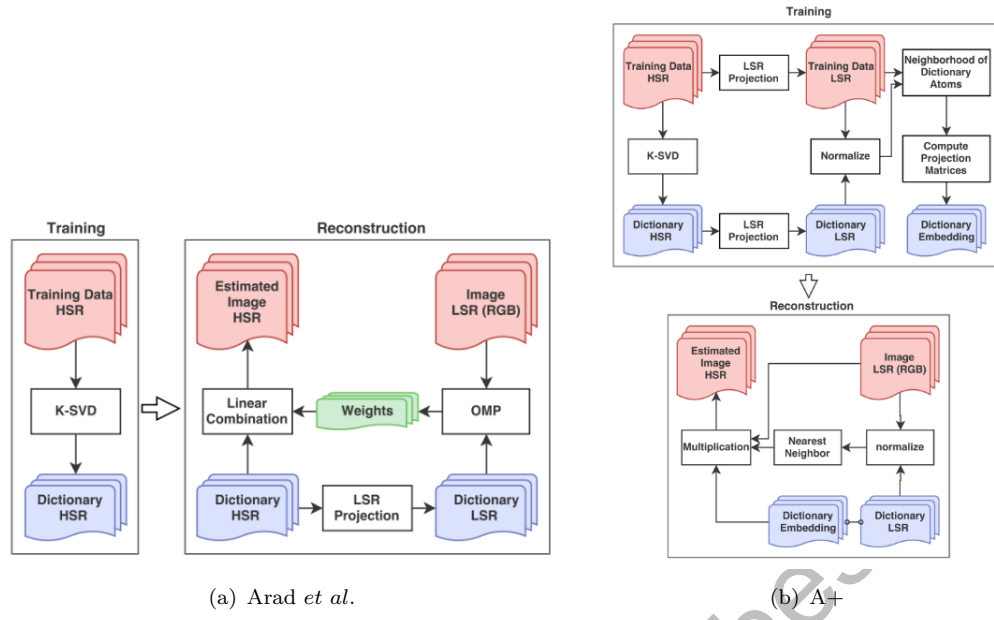 Training
Training Data
HSR
K-SVD
Dictionary
HSR
Reconstruction
Estimated
Image
HSR
Image
LSR (RGB)
Linear
Combination
Weights
OMP
Dictionary
HSR
LSR
Projection
Dictionary
LSR
(a) Arad et al.
Training
Training Data
HSR
LSR
Projection
Training Data
LSR
Neighborhood of
Dictionary
Atoms
K-SVD
Normalize
Compute
Projection
Matrices
Dictionary
HSR
LSR
Projection
Dictionary
LSR
Dictionary
Embedding
Reconstruction
Estimated
Image
HSR
Image
LSR (RGB)
Multiplication
Nearest
Neighbor
normalize
Dictionary
Embedding
Dictionary
LSR
(b) A+